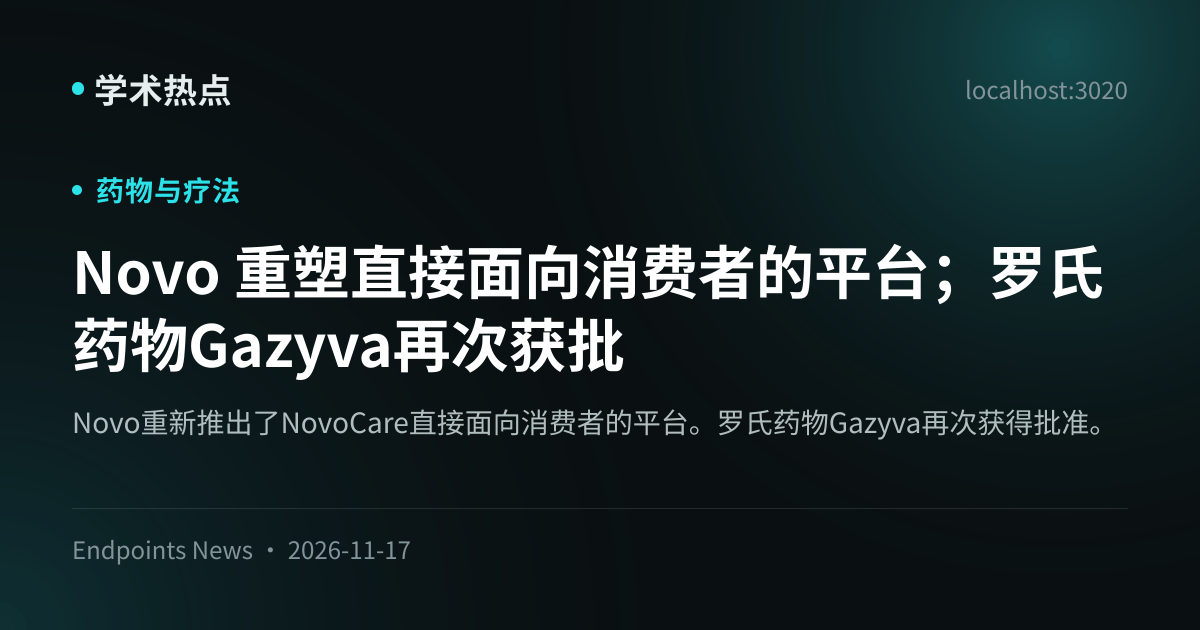 学术热点
localhost:3020
药物与疗法
Novo 重塑直接面向消费者的平台；罗氏
药物Gazyva再次获批
Novo重新推出了NovoCare直接面向消费者的平台。罗氏药物Gazyva再次获得批准。
Endpoints News · 2026-11-17